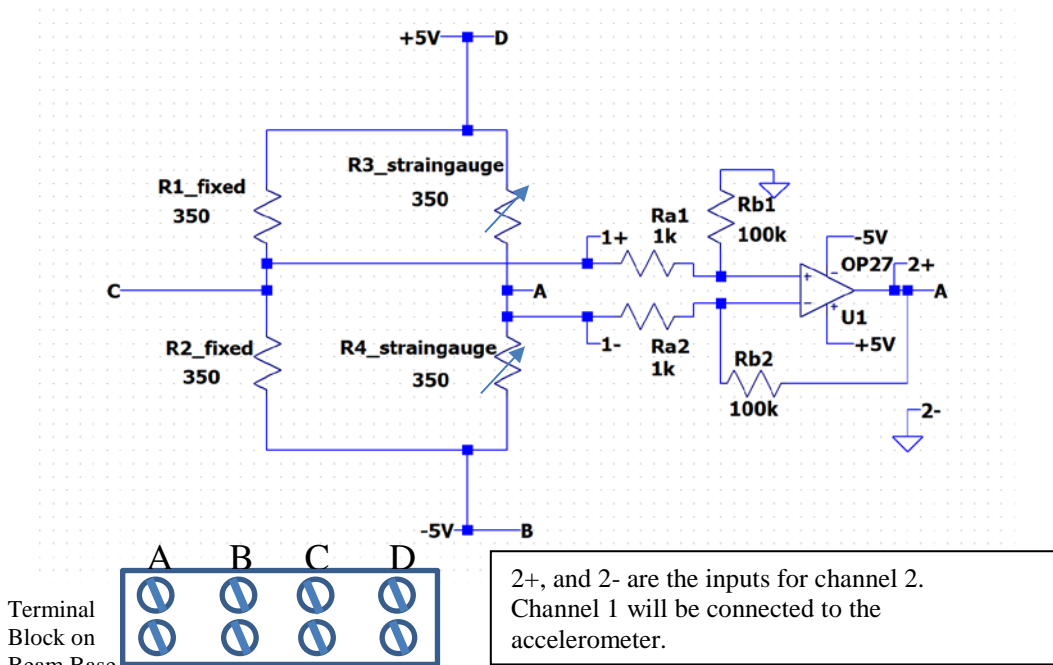 +5V D
R1_fixed
350
R3_straingauge
350
1+
Ra1
1k
Rb1
100k
-5V
OP27 2+
+
-
C
A
+
−
A
U1
+5V
R2_fixed
350
R4_straingauge
350
1-
Ra2
1k
Rb2
100k
2-
-5V B
A B C D
Terminal
Block on
Beam Base
2+, and 2- are the inputs for channel 2.
Channel 1 will be connected to the
accelerometer.